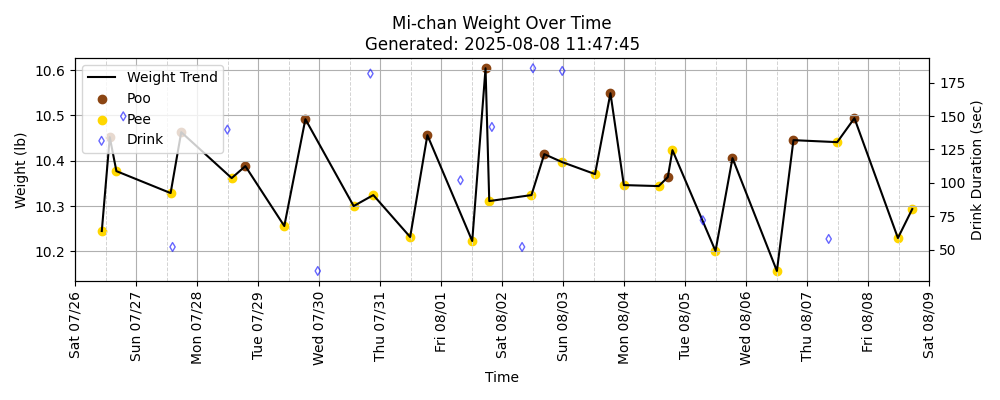 Mi-chan Weight Over Time
Generated: 2025-08-08 11:47:45
Weight Trend
Poo
Pee
Drink
Weight (lb)
10.6
10.5
10.4
10.3
10.2
Drink Duration (sec)
175
150
125
100
75
50
Sat 07/26
Sun 07/27
Mon 07/28
Tue 07/29
Wed 07/30
Thu 07/31
Fri 08/01
Sat 08/02
Sun 08/03
Mon 08/04
Tue 08/05
Wed 08/06
Thu 08/07
Fri 08/08
Sat 08/09
Time